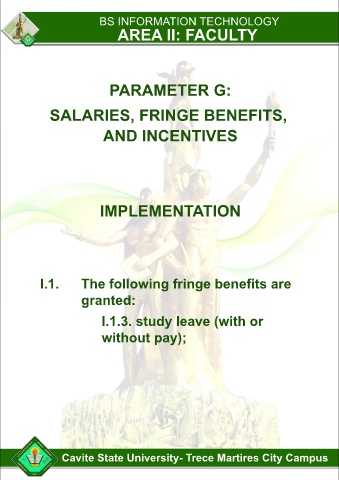 BS INFORMATION TECHNOLOGY
AREA II: FACULTY
PARAMETER G:
SALARIES, FRINGE BENEFITS,
AND INCENTIVES
IMPLEMENTATION
I.1. The following fringe benefits are
granted:
I.1.3. study leave (with or
without pay);
Cavite State University- Trece Martires City Campus